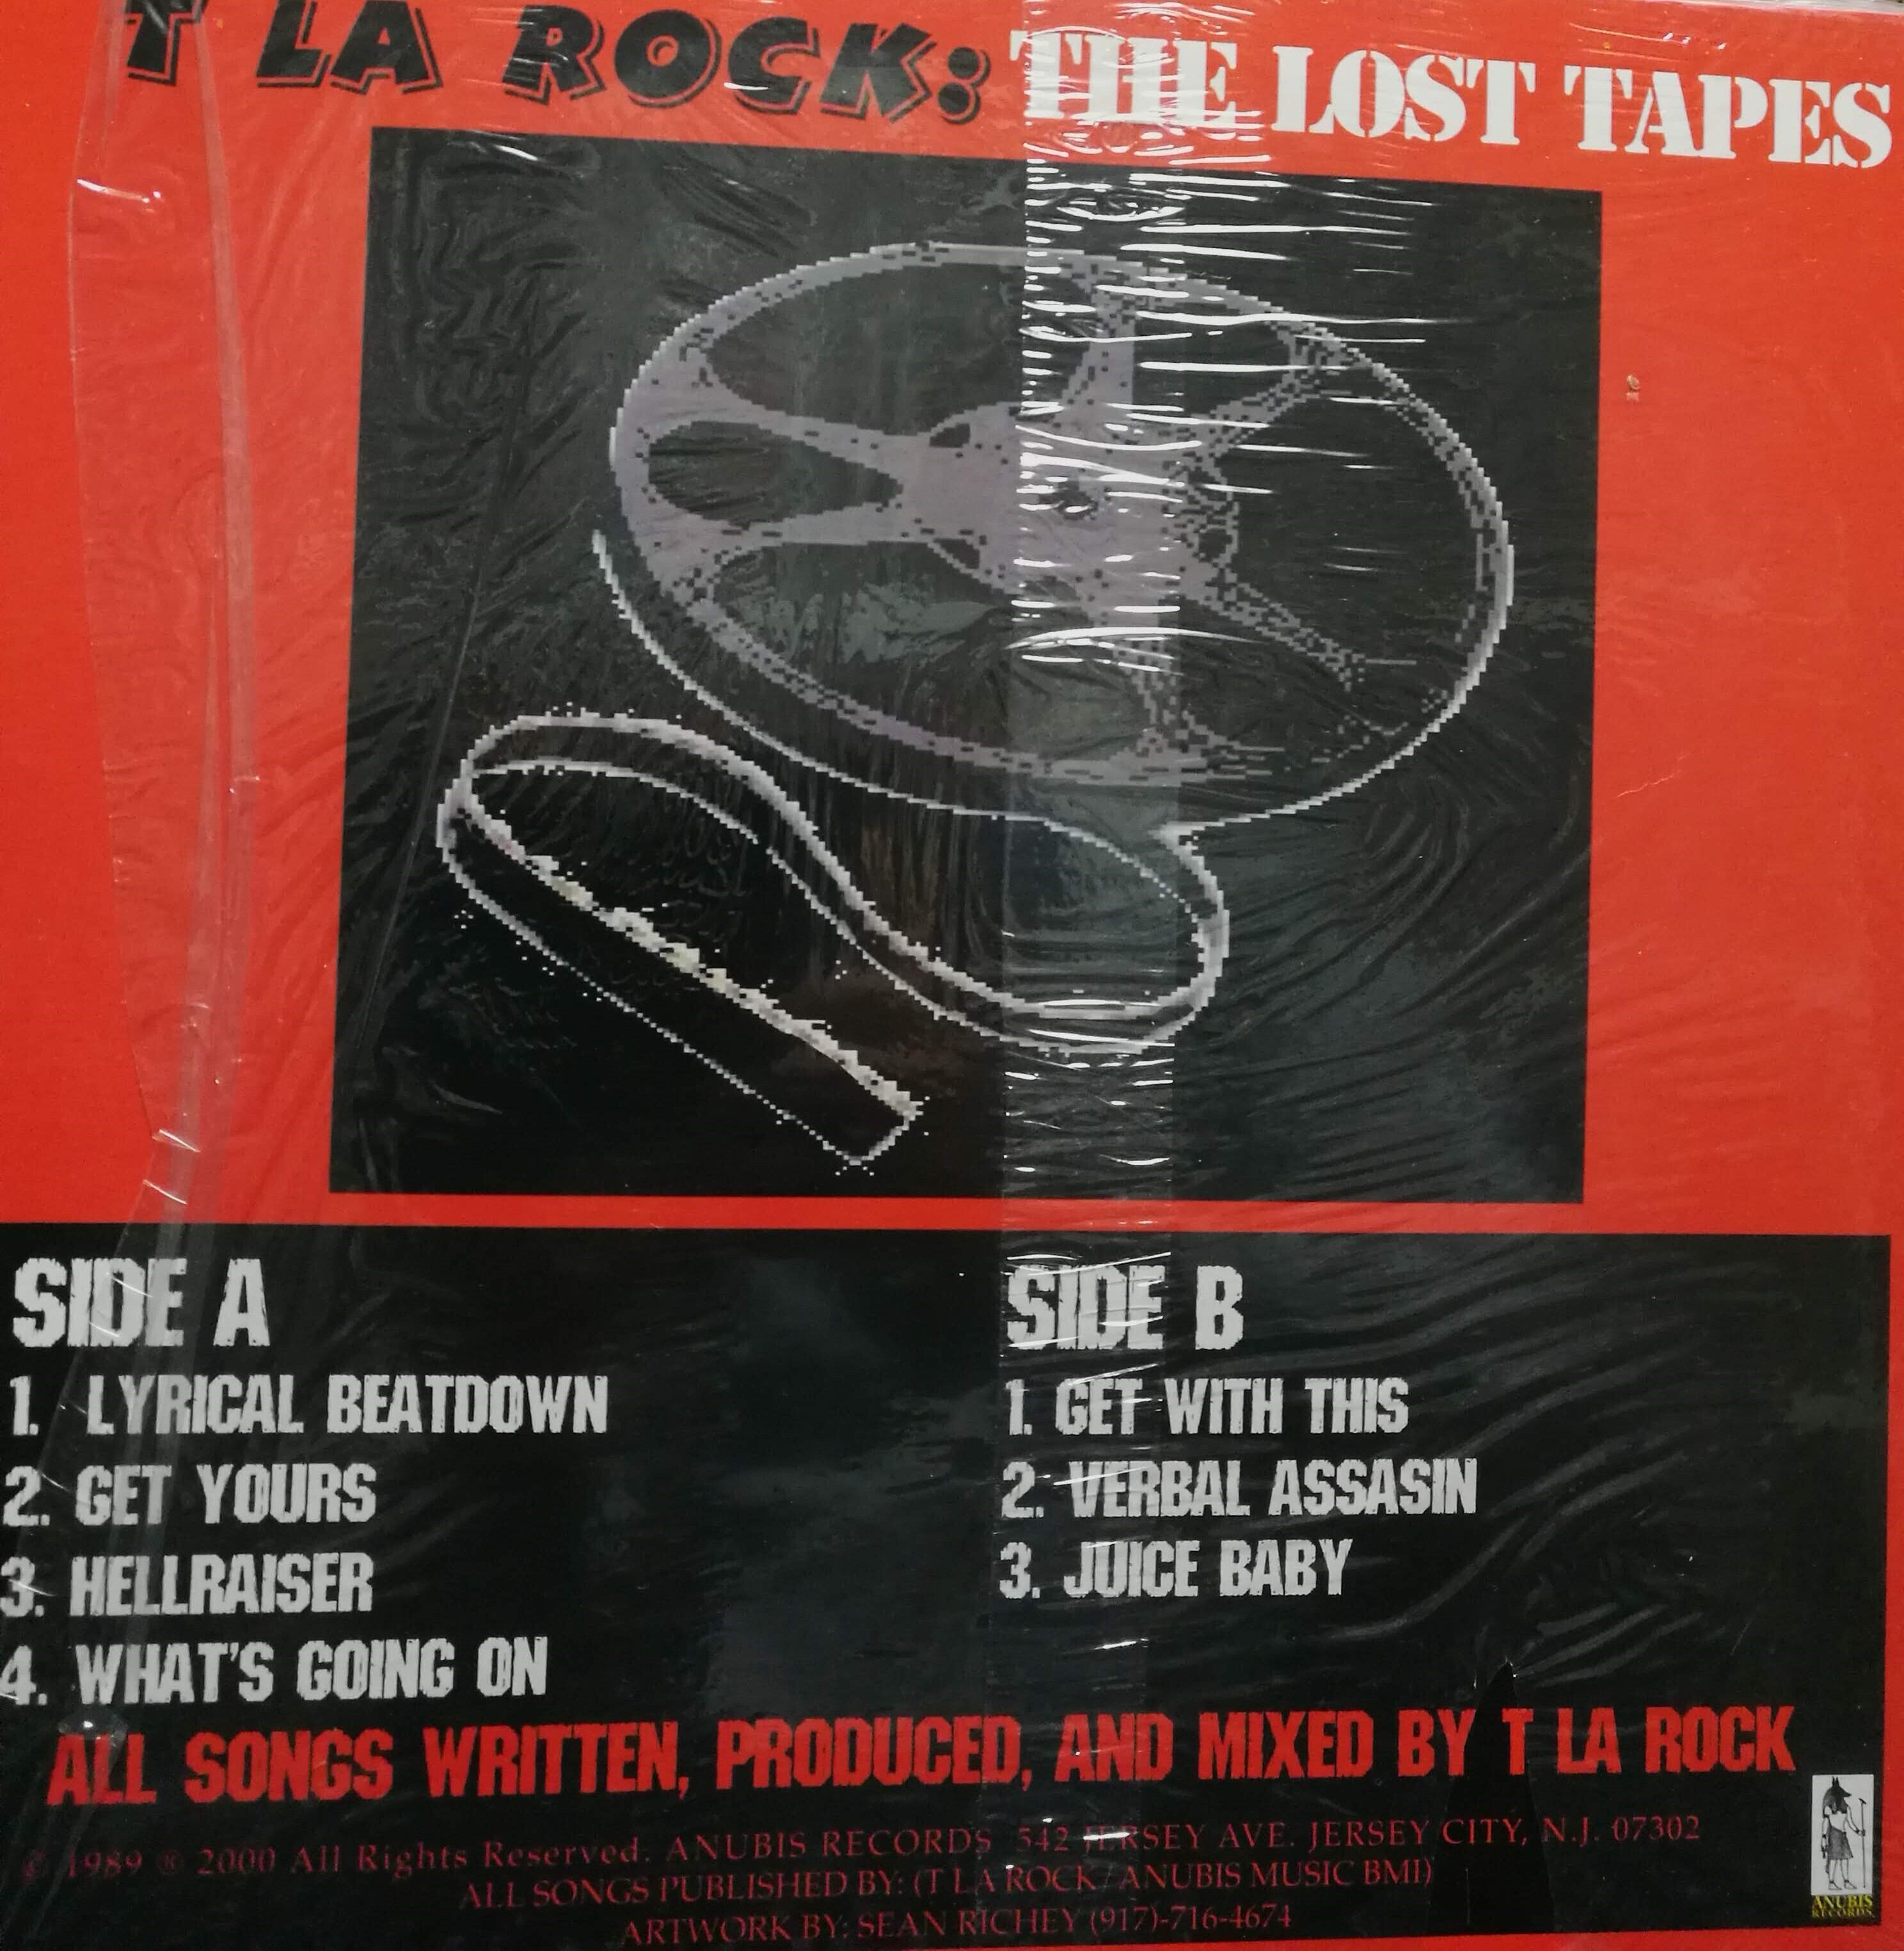 T LA ROCK: THE LOST TAPES
SIDE A
1. LYRICAL BEATDOWN
2. GET YOURS
3. HELLRAISER
4. WHAT'S GOING ON
SIDE B
1. GET WITH THIS
2. VERBAL ASSASIN
3. JUICE BABY
ALL SONGS WRITTEN, PRODUCED, AND MIXED BY T LA ROCK
© 1989 ® 2000 All Rights Reserved. ANUBIS RECORDS 542 JERSEY AVE. JERSEY CITY, N.J. 07302
ALL SONGS PUBLISHED BY: (T LA ROCK/ANUBIS MUSIC BMI)
ARTWORK BY: SEAN RICHEY (917)-716-4674
ANUBIS
RECORDS